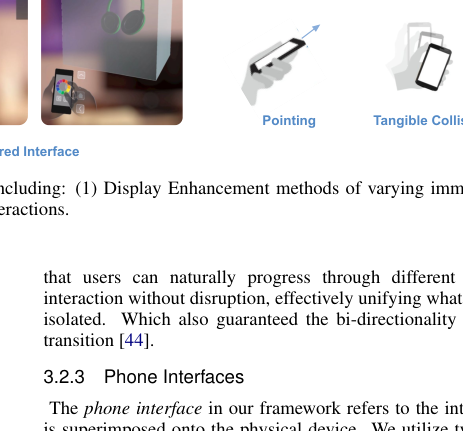 Pointing
Tangible Collis
red Interface
ncluding: (1) Display Enhancement methods of varying imm
eractions.
that users can naturally progress through different
interaction without disruption, effectively unifying what
isolated. Which also guaranteed the bi-directionality
transition [44].
3.2.3 Phone Interfaces
The phone interface in our framework refers to the int
is superimposed onto the physical device. We utilize ty